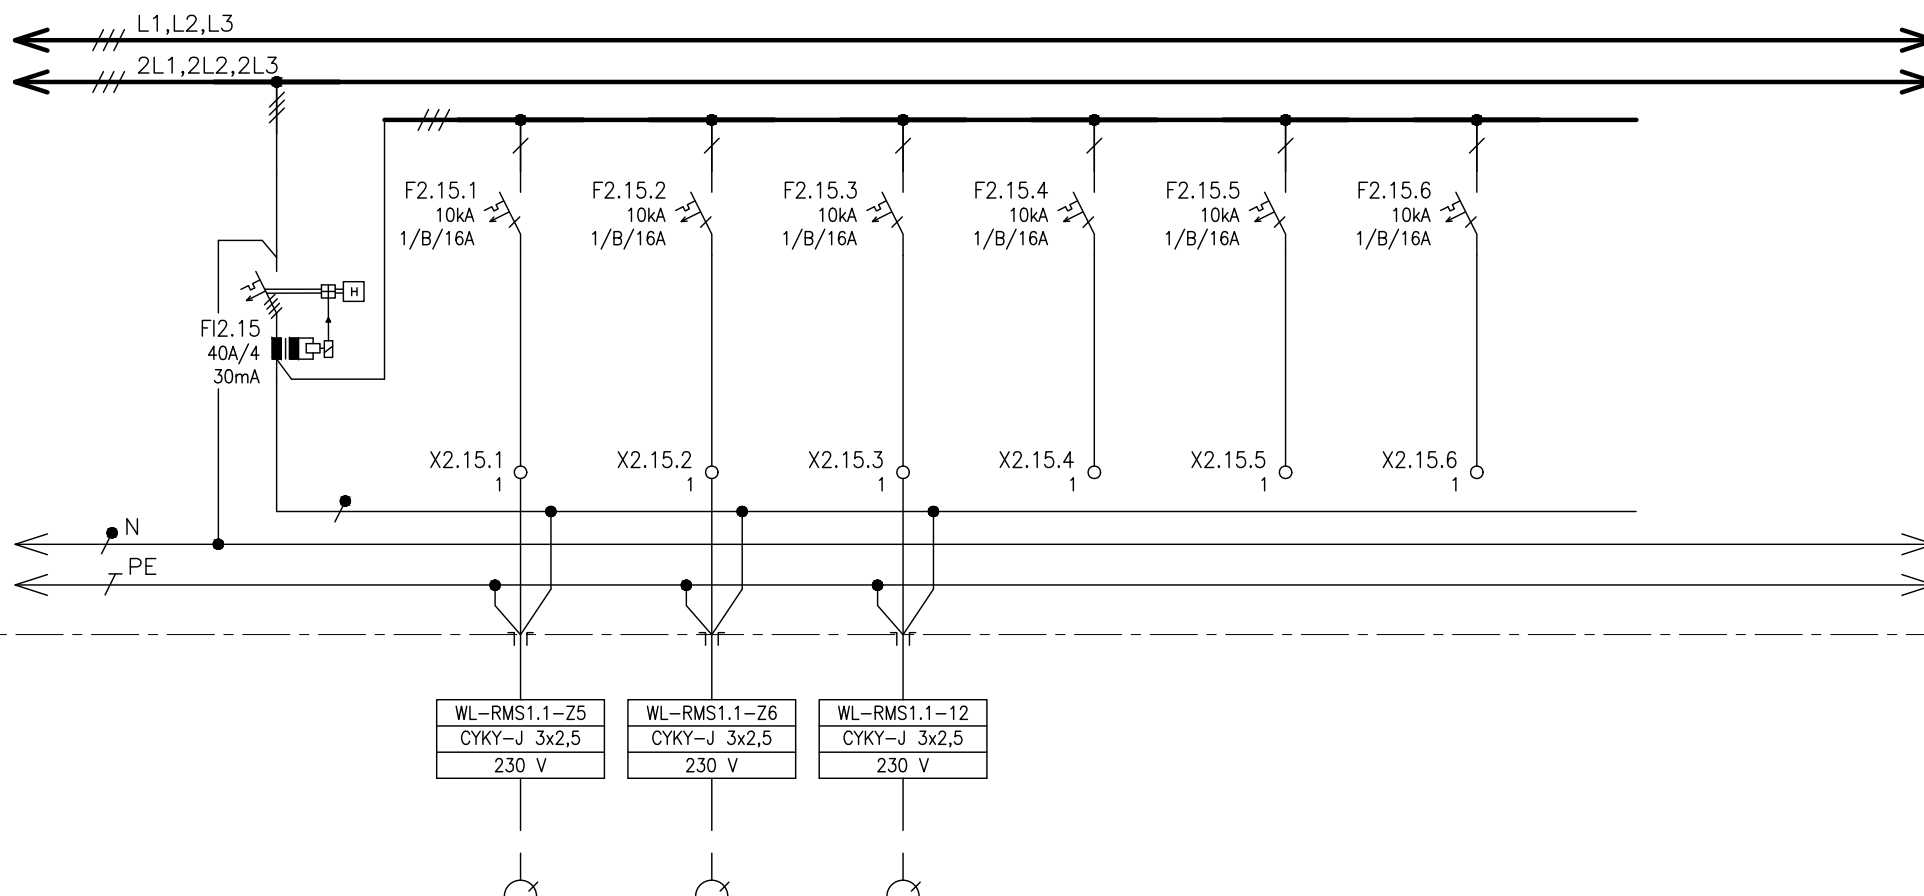 L1,L2,L3
2L1,2L2,2L3
F2.15.1
10kA
1/B/16A
F2.15.2
10kA
1/B/16A
F2.15.3
10kA
1/B/16A
F2.15.4
10kA
1/B/16A
F2.15.5
10kA
1/B/16A
F2.15.6
10kA
1/B/16A
H
FI2.15
40A/4
30mA
X2.15.1
1
X2.15.2
1
X2.15.3
1
X2.15.4
1
X2.15.5
1
X2.15.6
1
N
PE
WL-RMS1.1-Z5
CYKY-J 3x2,5
230 V
WL-RMS1.1-Z6
CYKY-J 3x2,5
230 V
WL-RMS1.1-12
CYKY-J 3x2,5
230 V